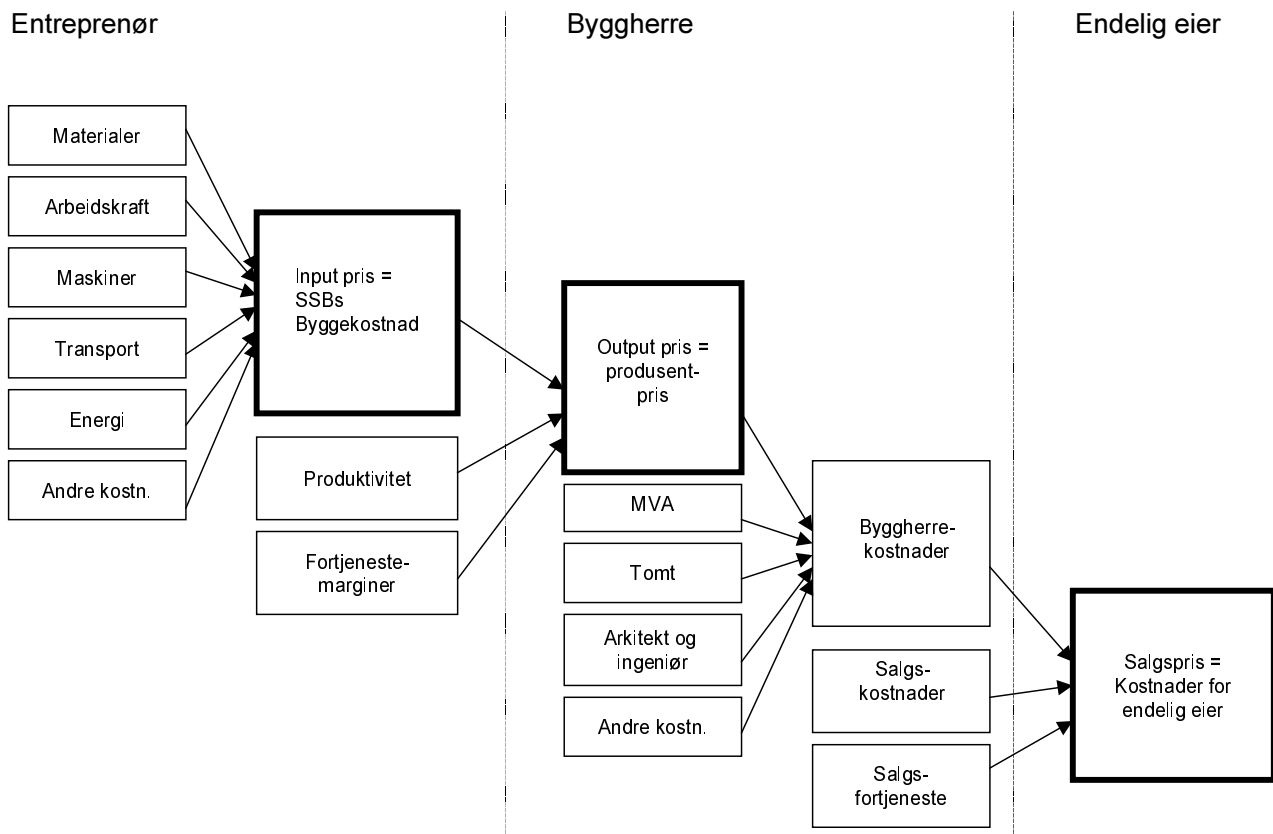 Entreprenør
Byggherre
Endelig eier
Materialer
Arbeidskraft
Maskiner
Transport
Energi
Andre kostn.
Input pris =
SSBs
Byggekostnad
Produktivitet
Fortjeneste-
marginer
Output pris =
produsent-
pris
MVA
Tomt
Arkitekt og
ingeniør
Andre kostn.
Byggherre-
kostnader
Salgs-
kostnader
Salgs-
fortjeneste
Salgspris =
Kostnader for
endelig eier